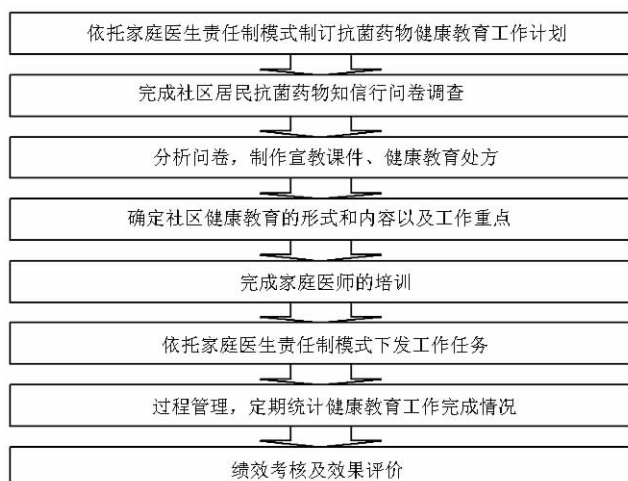 依托家庭医生责任制模式制订抗菌药物健康教育工作计划
完成社区居民抗菌药物知信行问卷调查
分析问卷，制作宣教课件、健康教育处方
确定社区健康教育的形式和内容以及工作重点
完成家庭医师的培训
依托家庭医生责任制模式下发工作任务
过程管理，定期统计健康教育工作完成情况
绩效考核及效果评价